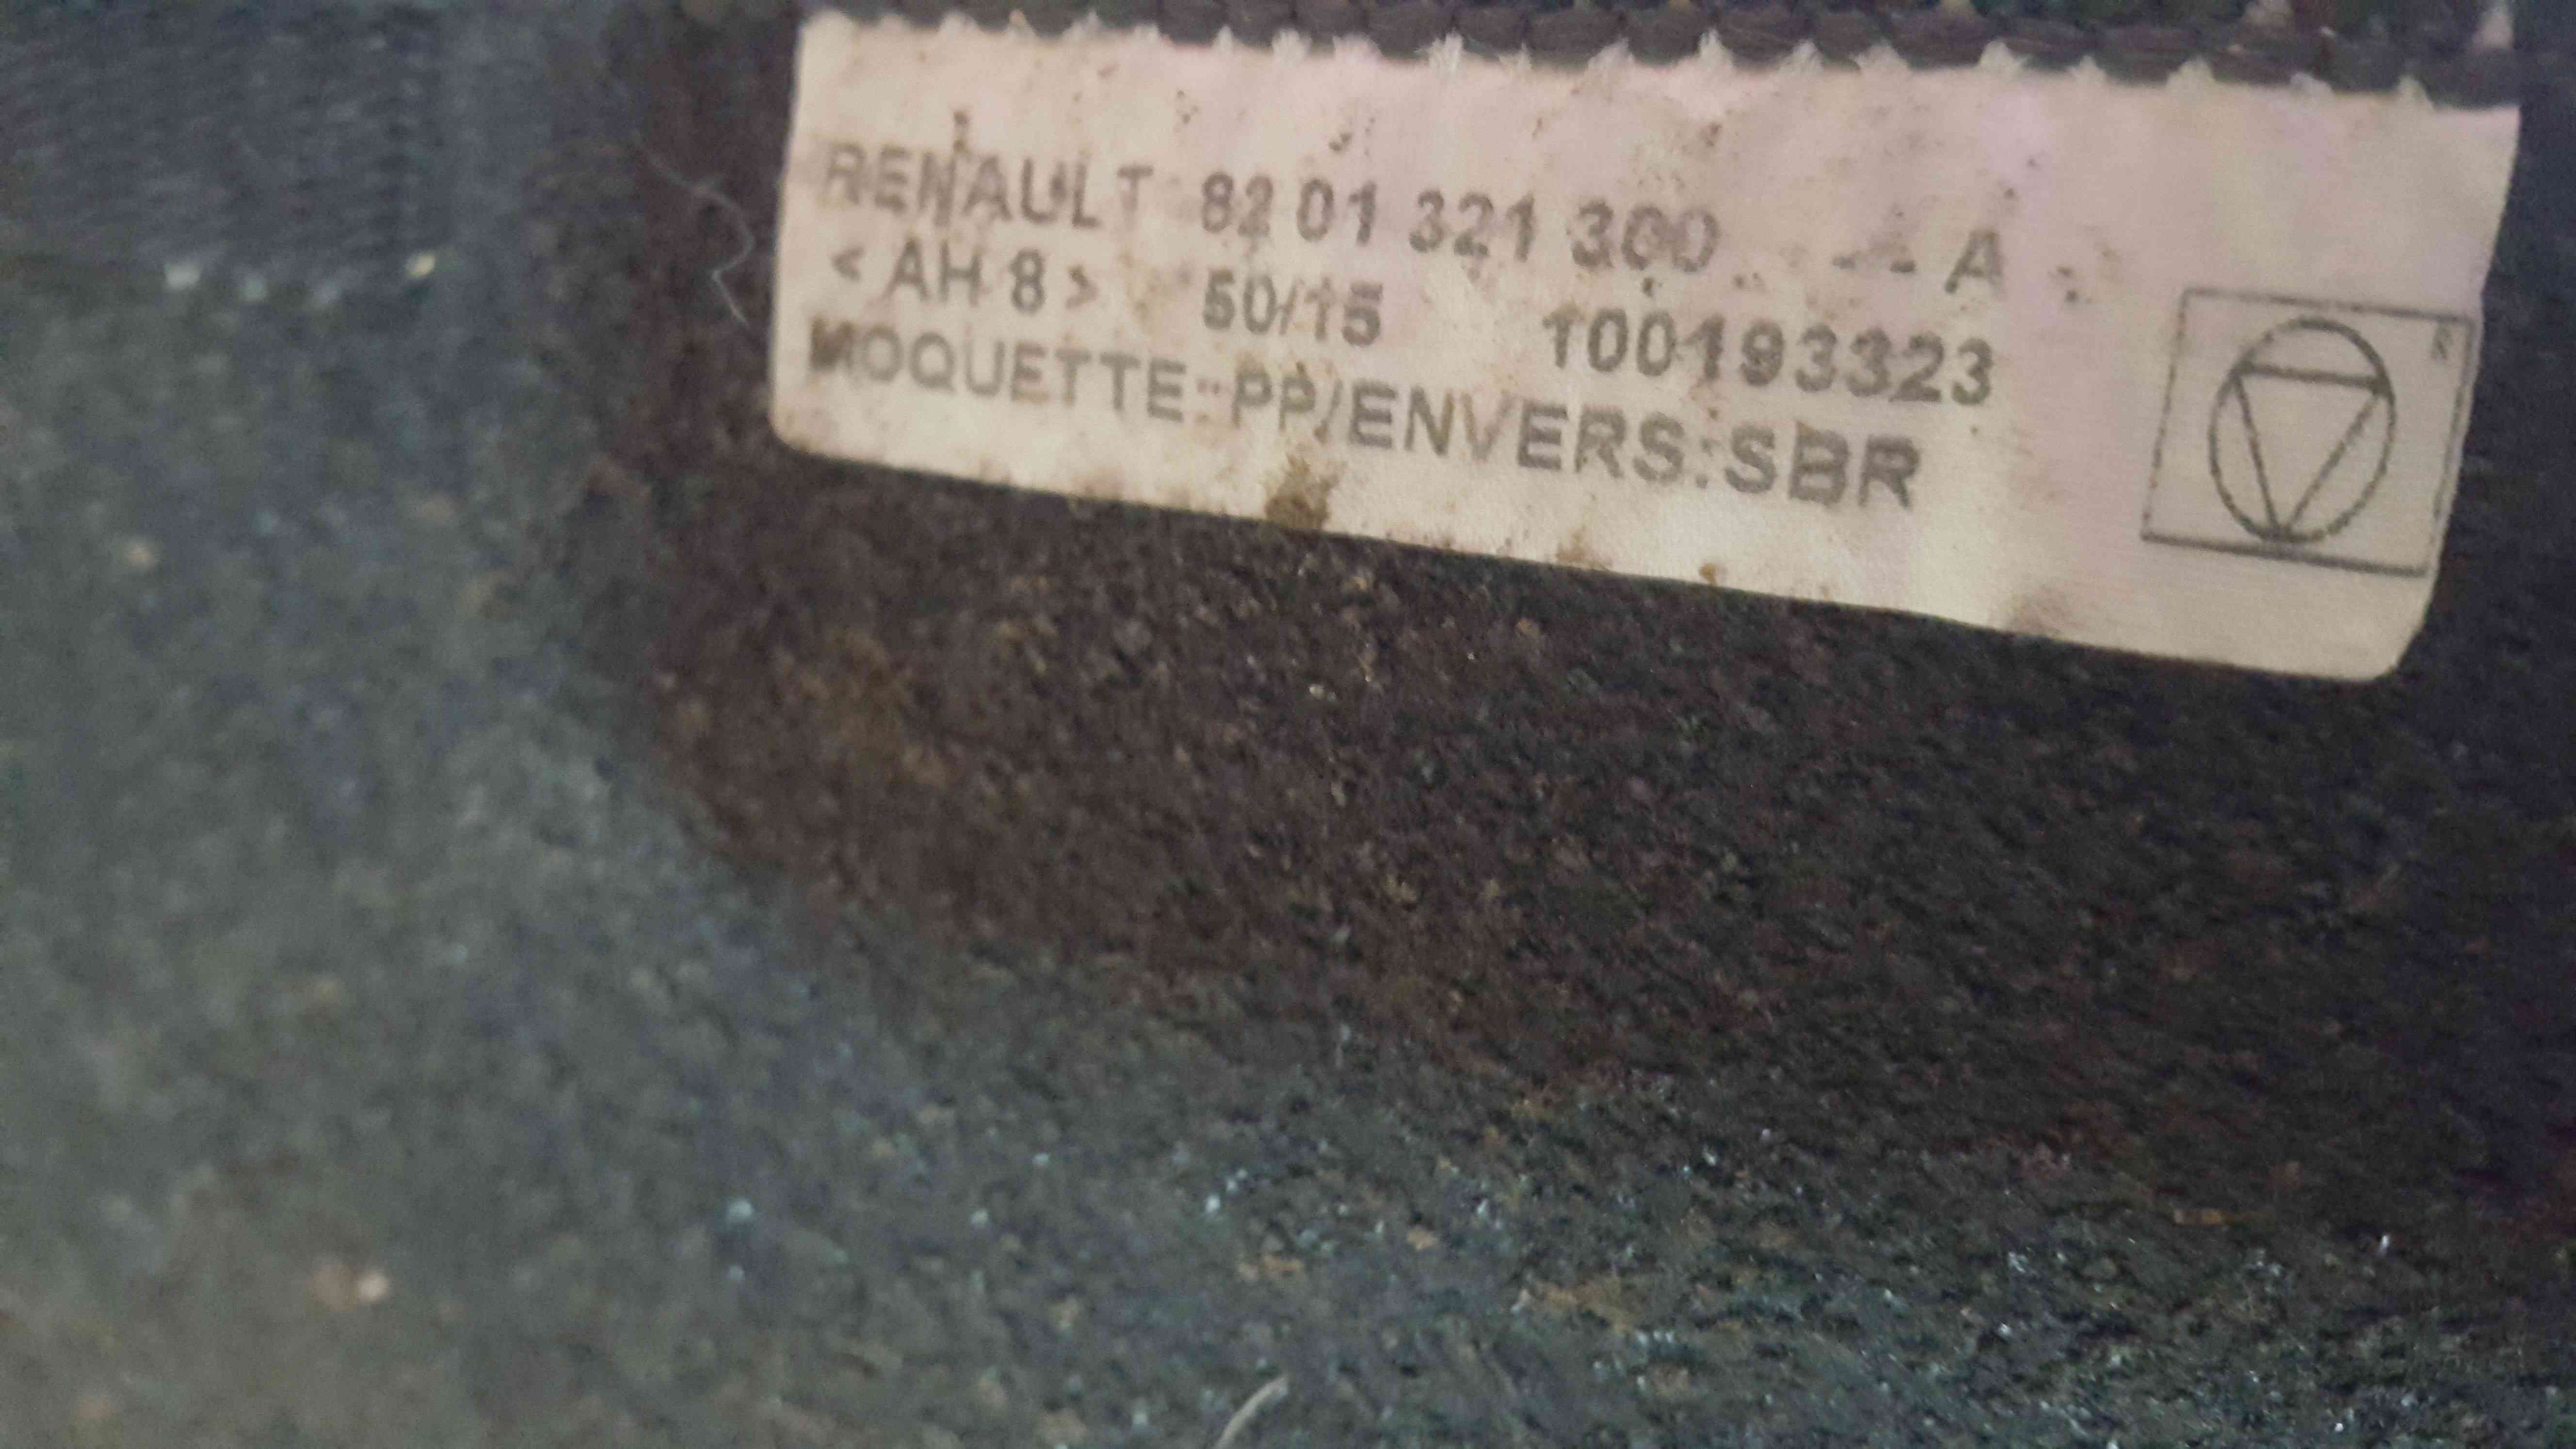 RENAULT 82 01 321 300 -- A
< AH 8 > 50/15 100193323
MOQUETTE: PP/ENVERS:SBR
R